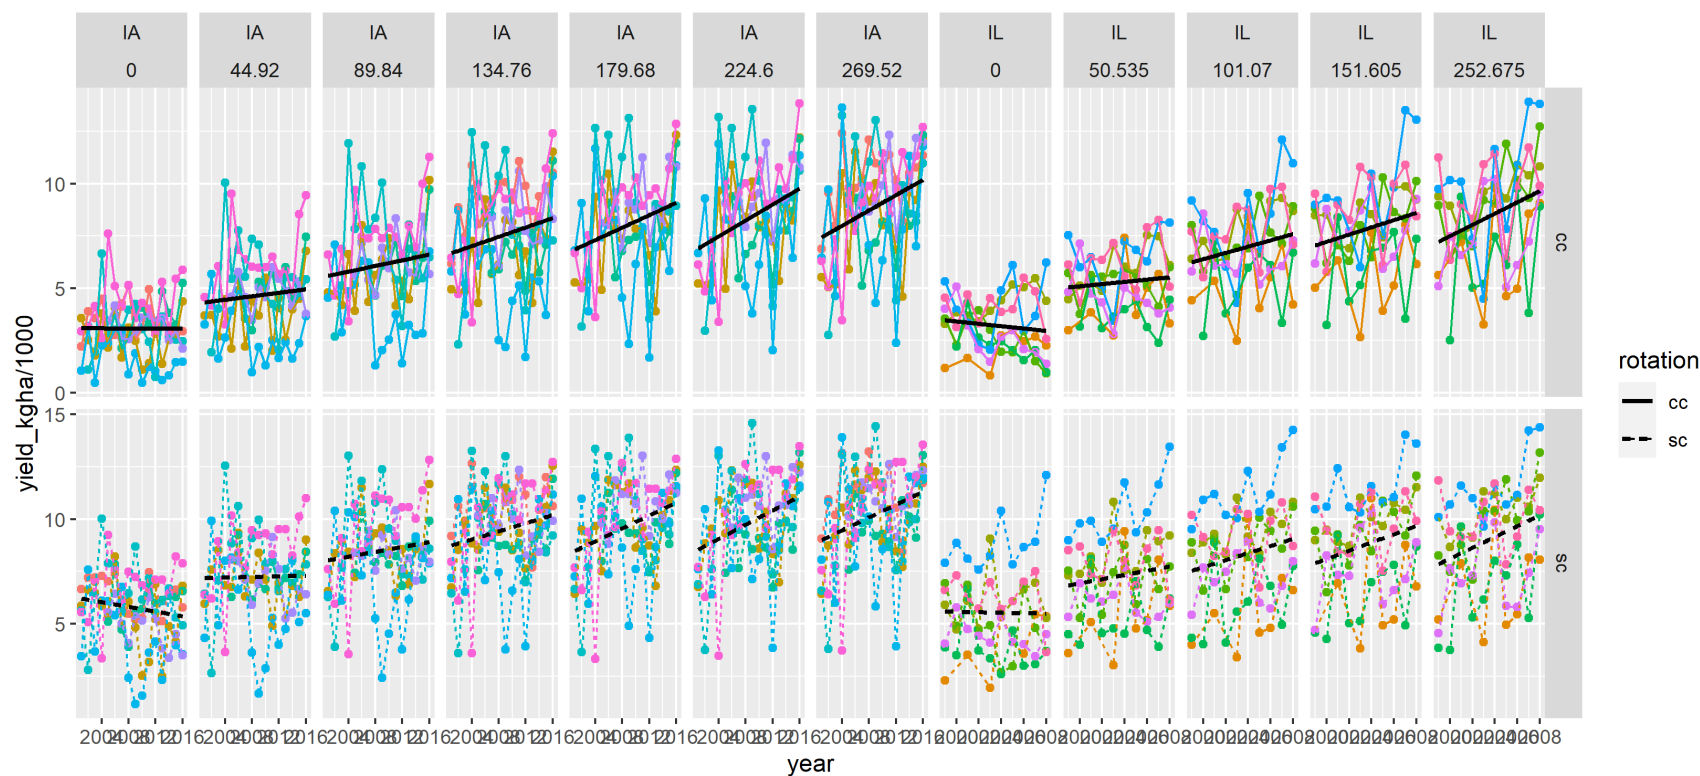 IA IA IA IA IA IA IA IL IL IL IL IL
0 44.92 89.84 134.76 179.68 224.6 269.52 0 50.535 101.07 151.605 252.675
yield_kgha/1000
10
5
0
cc
15
10
5
sc
year
rotation
cc
sc